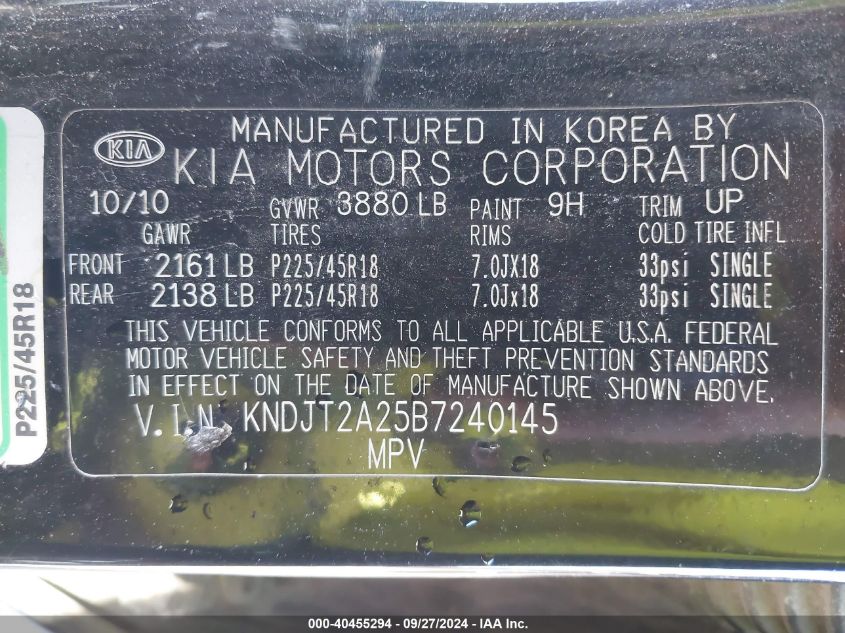 MANUFACTURED IN KOREA BY
KIA KIA MOTORS CORPORATION
10/10 GVWR 3880 LB PAINT 9H TRIM UP
GAWR TIRES RIMS COLD TIRE INFL
FRONT 2161 LB P225/45R18 7.0JX18 33psi SINGLE
REAR 2138 LB P225/45R18 7.0Jx18 33psi SINGLE
THIS VEHICLE CONFORMS TO ALL APPLICABLE U.S.A. FEDERAL
MOTOR VEHICLE SAFETY AND THEFT PREVENTION STANDARDS
IN EFFECT ON THE DATE OF MANUFACTURE SHOWN ABOVE.
V.I.N KNDJT2A25B7240145
MPV
P225/45R18
000-40455294 - 09/27/2024 - IAA Inc.